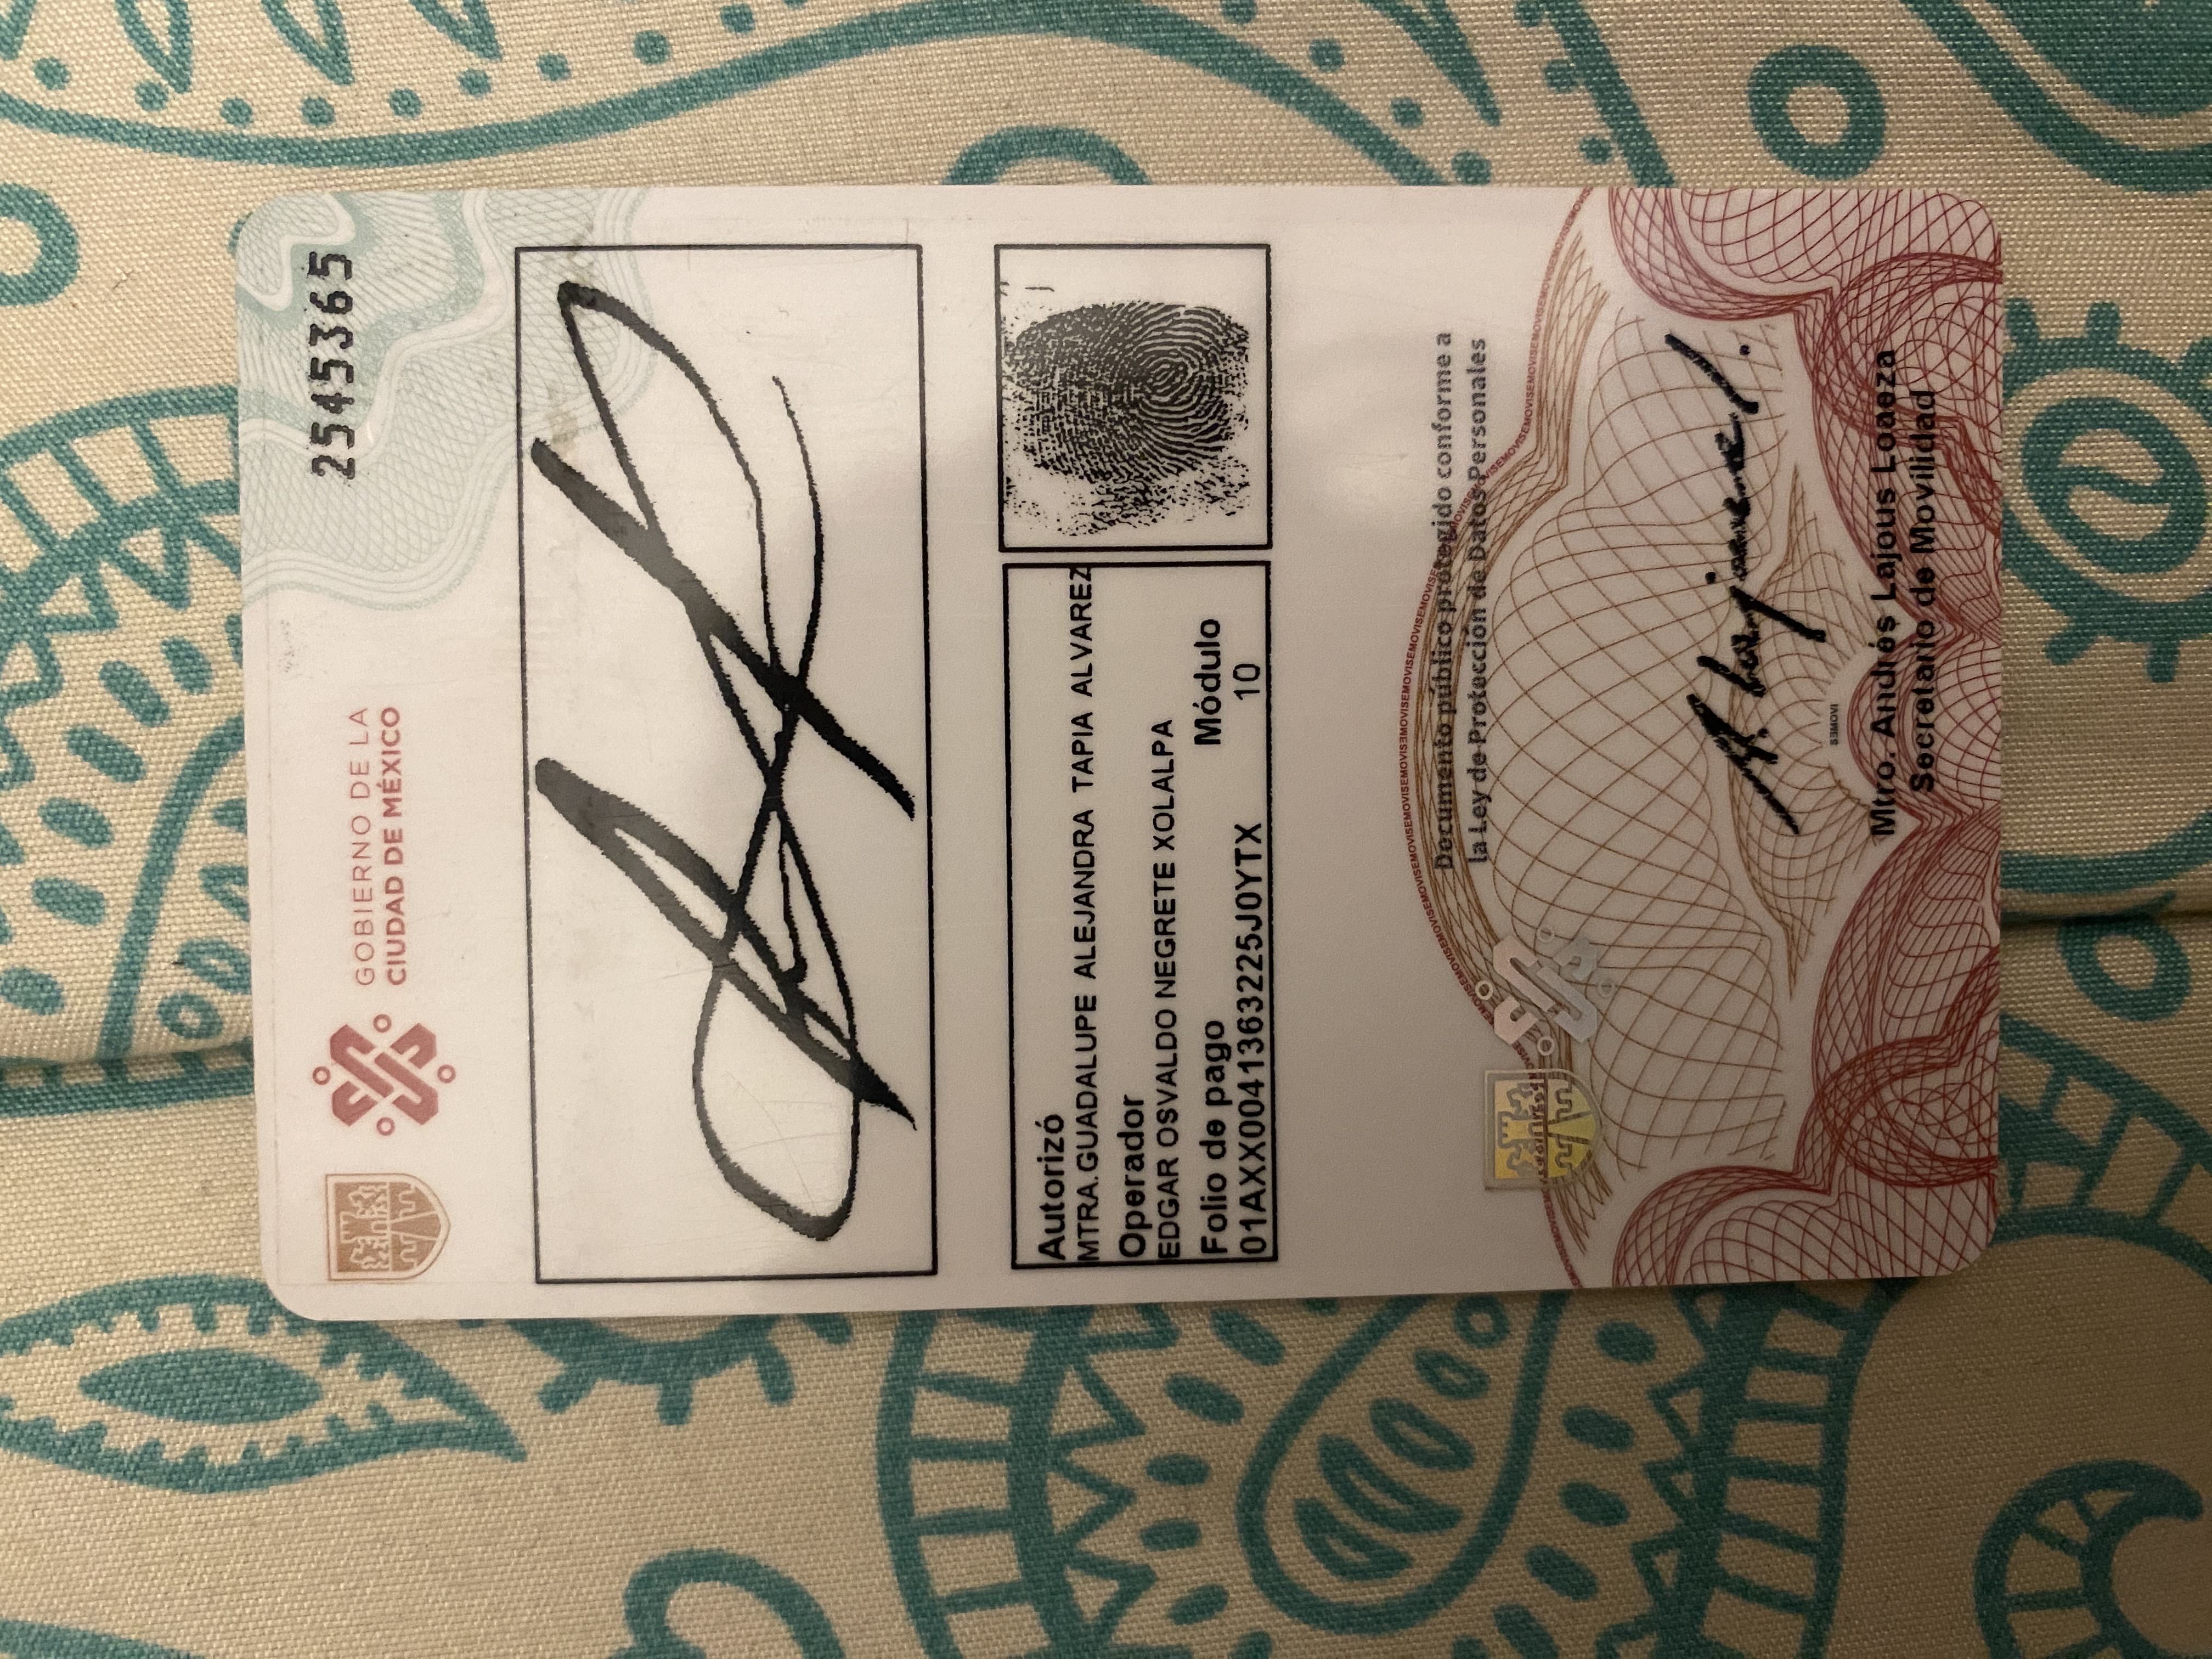 25453365
GOBIERNO DE LA
CIUDAD DE MÉXICO
Autorizó
MTRA.GUADALUPE ALEJANDRA TAPIA ALVAREZ
Operador
EDGAR OSVALDO NEGRETE XOLALPA
Folio de pago Módulo
01AXX0041363225J0YTX 10
Documento público protegido conforme a
la Ley de Protección de Datos Personales
SEMOVI
Mtro. Andrés Lajous Loaeza
Secretario de Movilidad